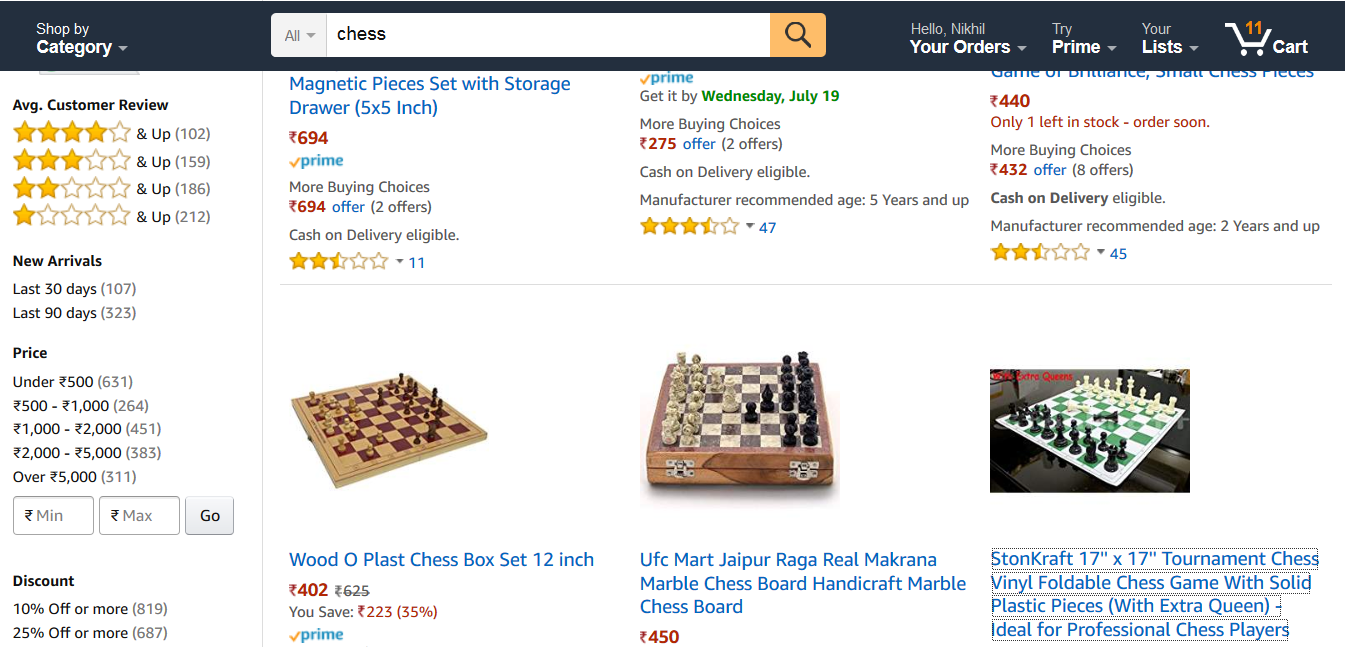 Shop by
Category
All
chess
Hello, Nikhil
Your Orders
Try
Prime
Your
Lists
11
Cart
Avg. Customer Review
& Up (102)
& Up (159)
& Up (186)
& Up (212)
New Arrivals
Last 30 days (107)
Last 90 days (323)
Price
Under ₹500 (631)
₹500 - ₹1,000 (264)
₹1,000 - ₹2,000 (451)
₹2,000 - ₹5,000 (383)
Over ₹5,000 (311)
₹ Min
₹ Max
Go
Discount
10% Off or more (819)
25% Off or more (687)
Magnetic Pieces Set with Storage
Drawer (5x5 Inch)
₹694
prime
More Buying Choices
₹694 offer (2 offers)
Cash on Delivery eligible.
11
prime
Get it by Wednesday, July 19
More Buying Choices
₹275 offer (2 offers)
Cash on Delivery eligible.
Manufacturer recommended age: 5 Years and up
47
Game of Brilliance, Small Chess Pieces
₹440
Only 1 left in stock - order soon.
More Buying Choices
₹432 offer (8 offers)
Cash on Delivery eligible.
Manufacturer recommended age: 2 Years and up
45
Wood O Plast Chess Box Set 12 inch
₹402 ₹625
You Save: ₹223 (35%)
prime
Ufc Mart Jaipur Raga Real Makrana
Marble Chess Board Handicraft Marble
Chess Board
₹450
With Extra Queens
StonKraft 17" x 17" Tournament Chess
Vinyl Foldable Chess Game With Solid
Plastic Pieces (With Extra Queen) -
Ideal for Professional Chess Players